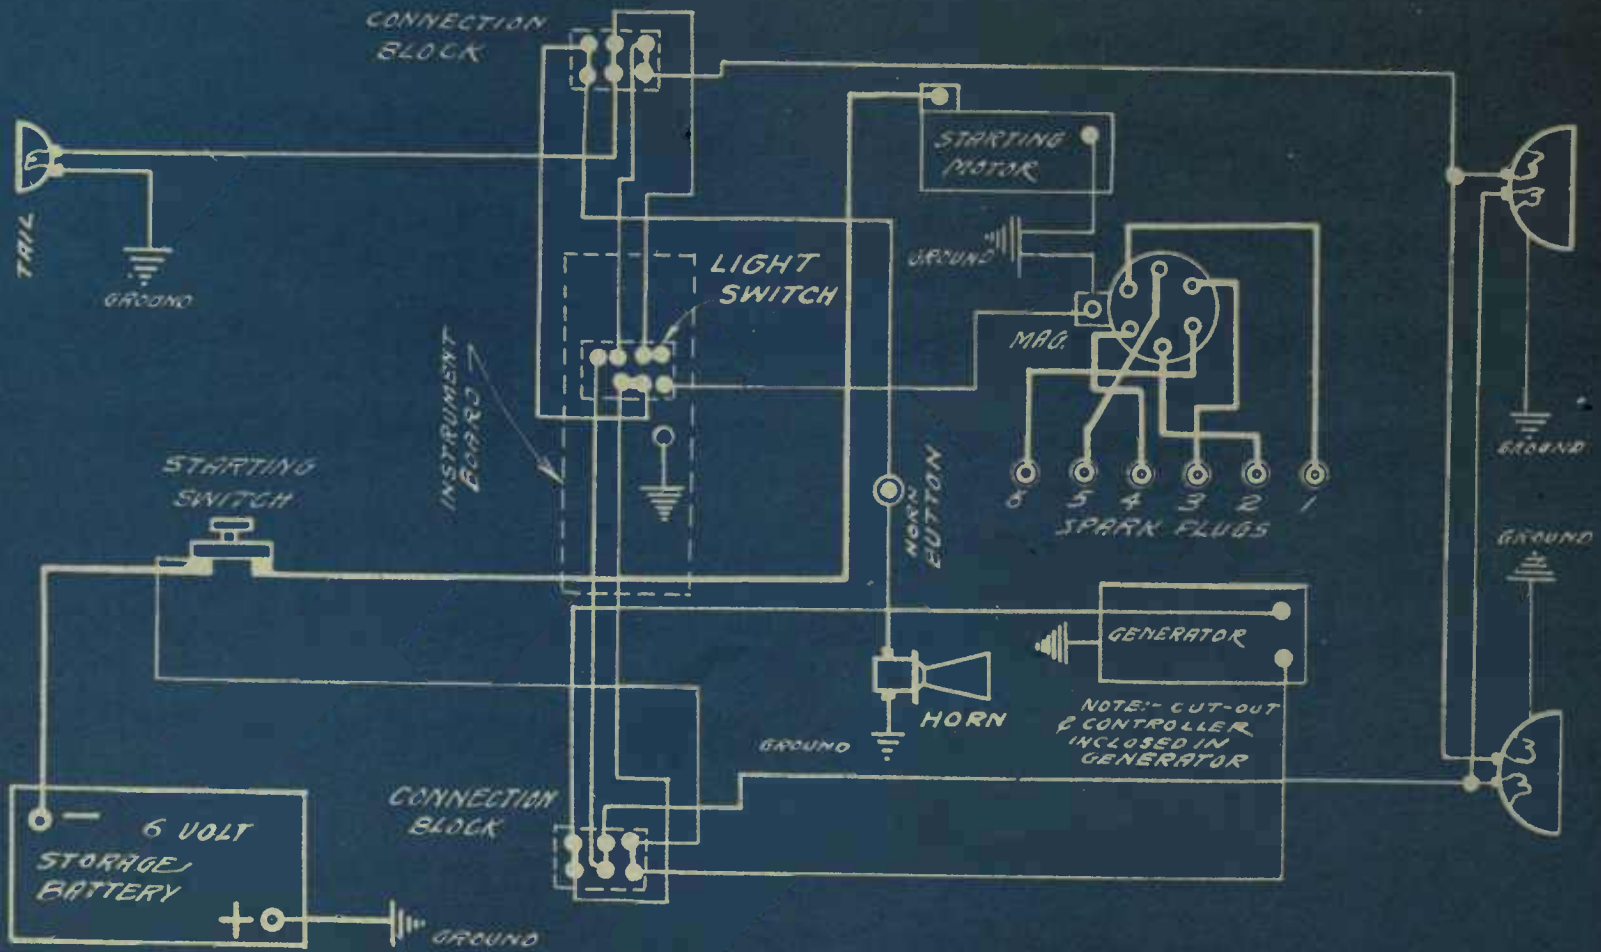 CONNECTION
BLOCK
STARTING
MOTOR
TAIL
GROUND
GROUND
LIGHT
SWITCH
MAG.
INSTRUMENT
BOARD
STARTING
SWITCH
HORN
BUTTON
6 5 4 3 2 1
SPARK PLUGS
GROUND
GROUND
GENERATOR
HORN
NOTE:- CUT-OUT
& CONTROLLER
INCLOSED IN
GENERATOR
GROUND
CONNECTION
BLOCK
— 6 VOLT
STORAGE
BATTERY
+
GROUND